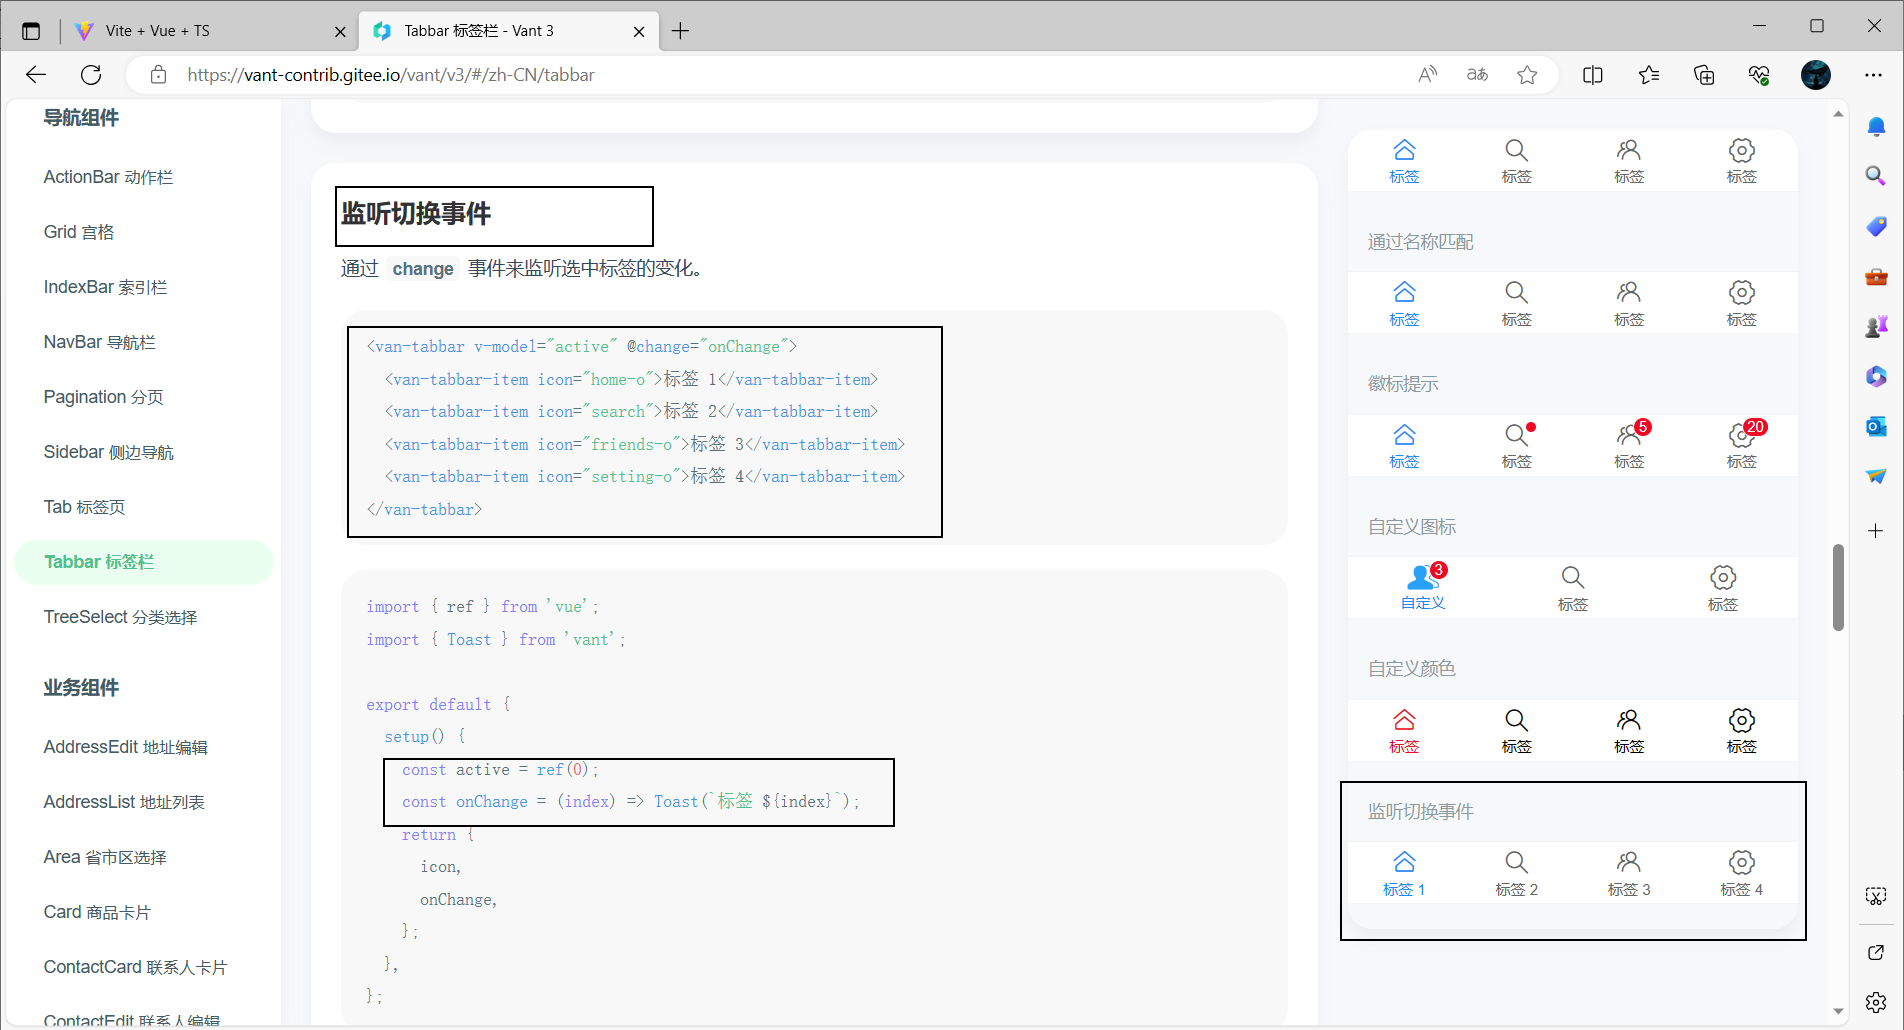 Vite + Vue + TS
Tabbar 标签栏 - Vant 3
https://vant-contrib.gitee.io/vant/v3/#/zh-CN/tabbar
导航组件
ActionBar 动作栏
Grid 宫格
IndexBar 索引栏
NavBar 导航栏
Pagination 分页
Sidebar 侧边导航
Tab 标签页
Tabbar 标签栏
TreeSelect 分类选择
业务组件
AddressEdit 地址编辑
AddressList 地址列表
Area 省市区选择
Card 商品卡片
ContactCard 联系人卡片
ContactEdit 联系人编辑
监听切换事件
通过 change 事件来监听选中标签的变化。
<van-tabbar v-model="active" @change="onChange">
  <van-tabbar-item icon="home-o">标签 1</van-tabbar-item>
  <van-tabbar-item icon="search">标签 2</van-tabbar-item>
  <van-tabbar-item icon="friends-o">标签 3</van-tabbar-item>
  <van-tabbar-item icon="setting-o">标签 4</van-tabbar-item>
</van-tabbar>
import { ref } from 'vue';
import { Toast } from 'vant';
export default {
  setup() {
    const active = ref(0);
    const onChange = (index) => Toast(`标签 ${index}`);
    return {
      icon,
      onChange,
    };
  },
};
标签 标签 标签 标签
通过名称匹配
标签 标签 标签 标签
徽标提示
5 20
标签 标签 标签 标签
自定义图标
3
自定义 标签 标签
自定义颜色
标签 标签 标签 标签
监听切换事件
标签 1 标签 2 标签 3 标签 4